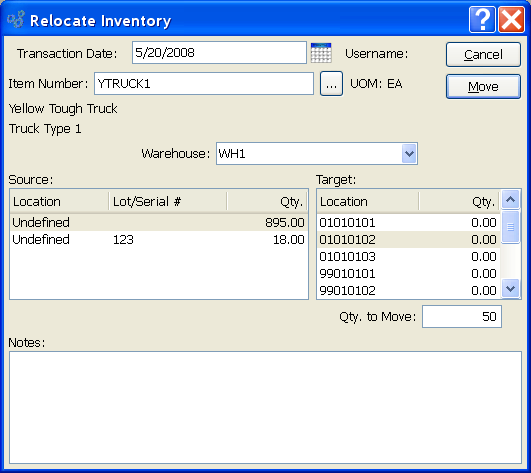 Relocate Inventory
Transaction Date: 5/20/2008 Username: Cancel
Item Number: YTRUCK1 ... UOM: EA Move
Yellow Tough Truck
Truck Type 1
Warehouse: WH1
Source: Target:
Location Lot/Serial # Qty. Location Qty.
Undefined 895.00 01010101 0.00
Undefined 123 18.00 01010102 0.00
01010103 0.00
99010101 0.00
99010102 0.00
Qty. to Move: 50
Notes: